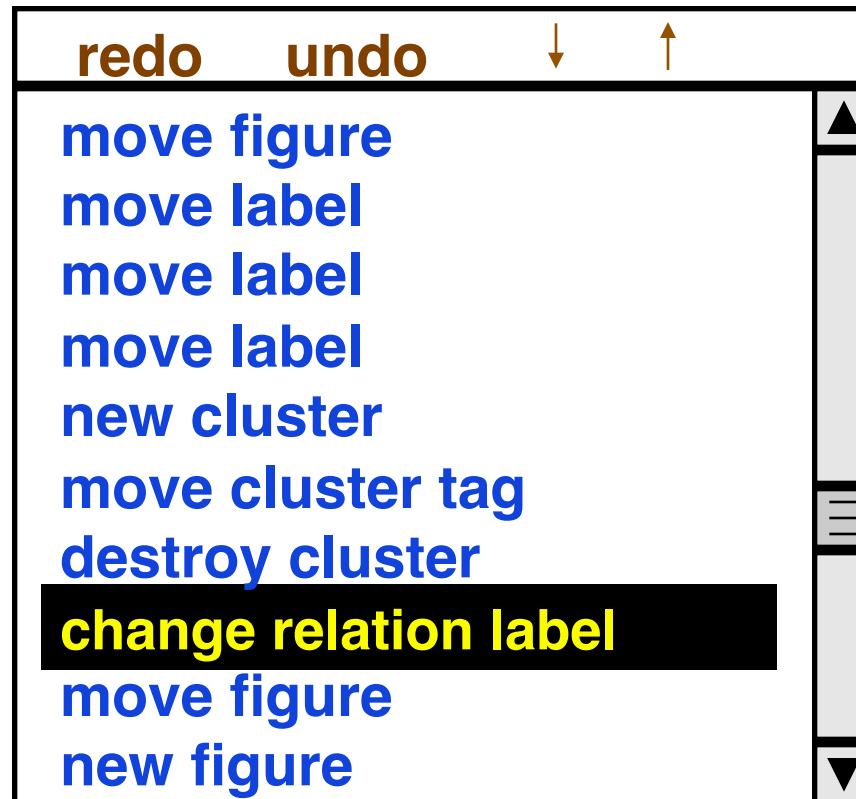 redo undo ↓ ↑
move figure
move label
move label
move label
new cluster
move cluster tag
destroy cluster
change relation label
move figure
new figure